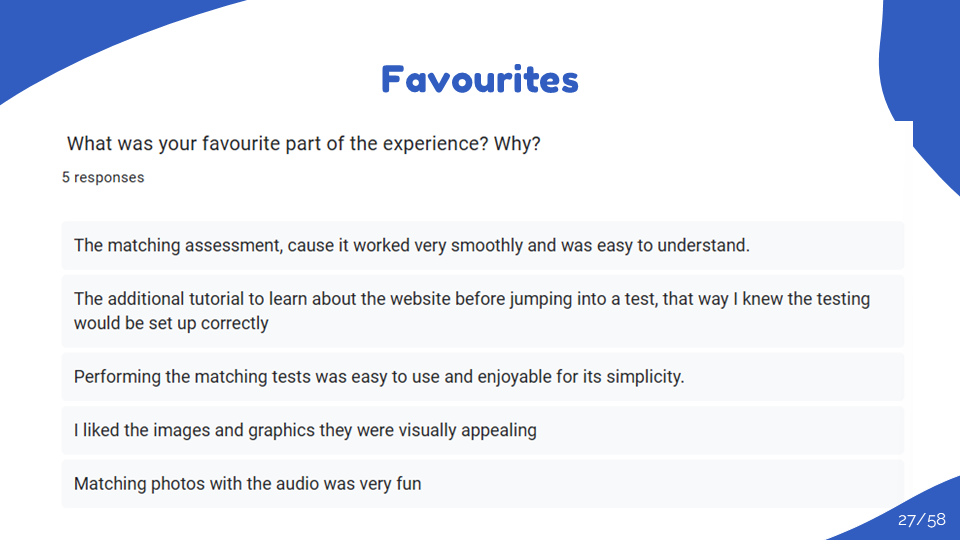 Favourites
What was your favourite part of the experience? Why?
5 responses
The matching assessment, cause it worked very smoothly and was easy to understand.
The additional tutorial to learn about the website before jumping into a test, that way I knew the testing
would be set up correctly
Performing the matching tests was easy to use and enjoyable for its simplicity.
I liked the images and graphics they were visually appealing
Matching photos with the audio was very fun
27/58